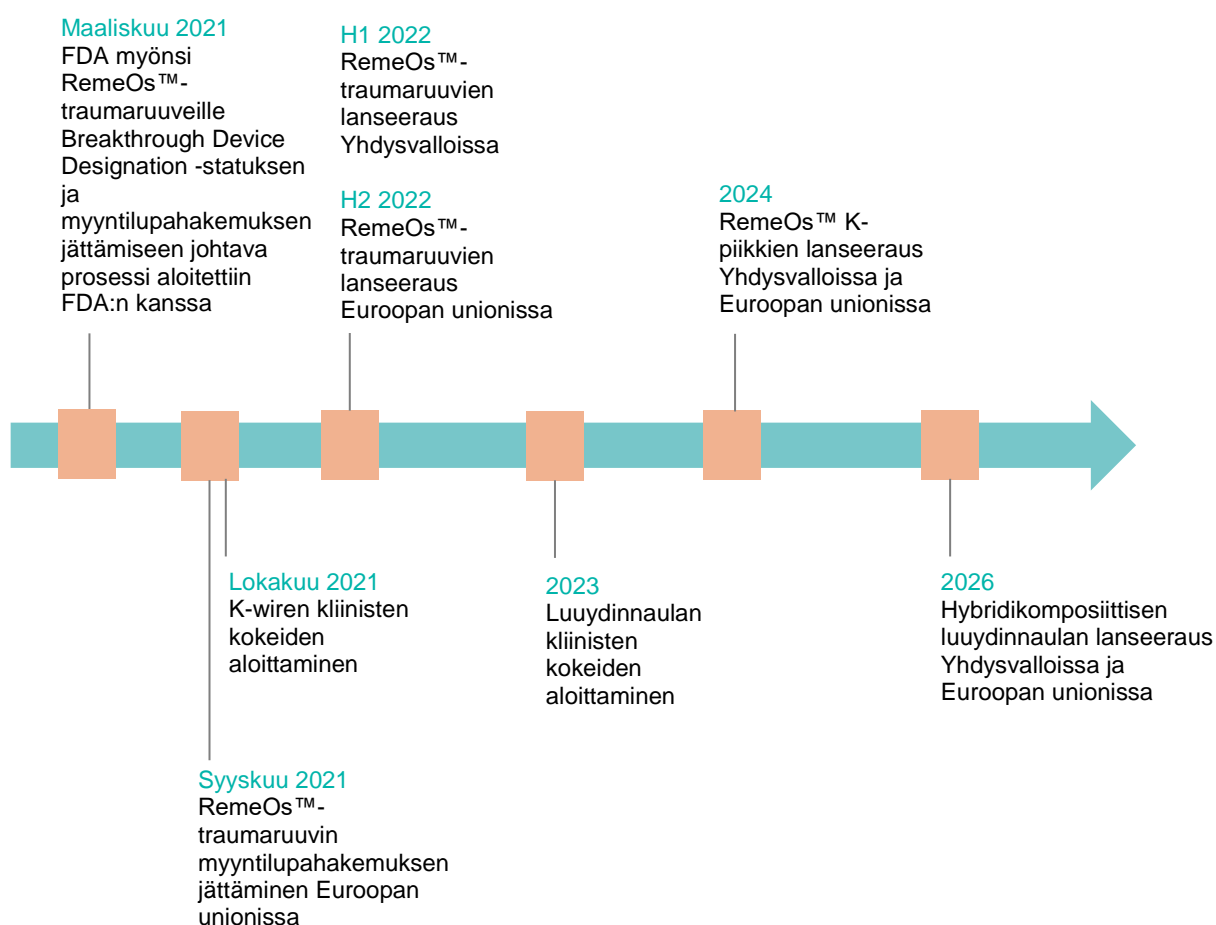 Maaliskuu 2021
FDA myönsi
RemeOs™-
traumaruuveille
Breakthrough Device
Designation -statuksen
ja
myyntilupahakemuksen
jättämiseen johtava
prosessi aloitettiin
FDA:n kanssa
H1 2022
RemeOs™-
traumaruuvien
lanseeraus
Yhdysvalloissa
H2 2022
RemeOs™-
traumaruuvien
lanseeraus
Euroopan unionissa
2024
RemeOs™ K-
piikkien lanseeraus
Yhdysvalloissa ja
Euroopan unionissa
Lokakuu 2021
K-wiren kliinisten
kokeiden
aloittaminen
Syyskuu 2021
RemeOs™-
traumaruuvin
myyntilupahakemuksen
jättäminen Euroopan
unionissa
2023
Luuydinnaulan
kliinisten
kokeiden
aloittaminen
2026
Hybridikomposiittisen
luuydinnaulan lanseeraus
Yhdysvalloissa ja
Euroopan unionissa